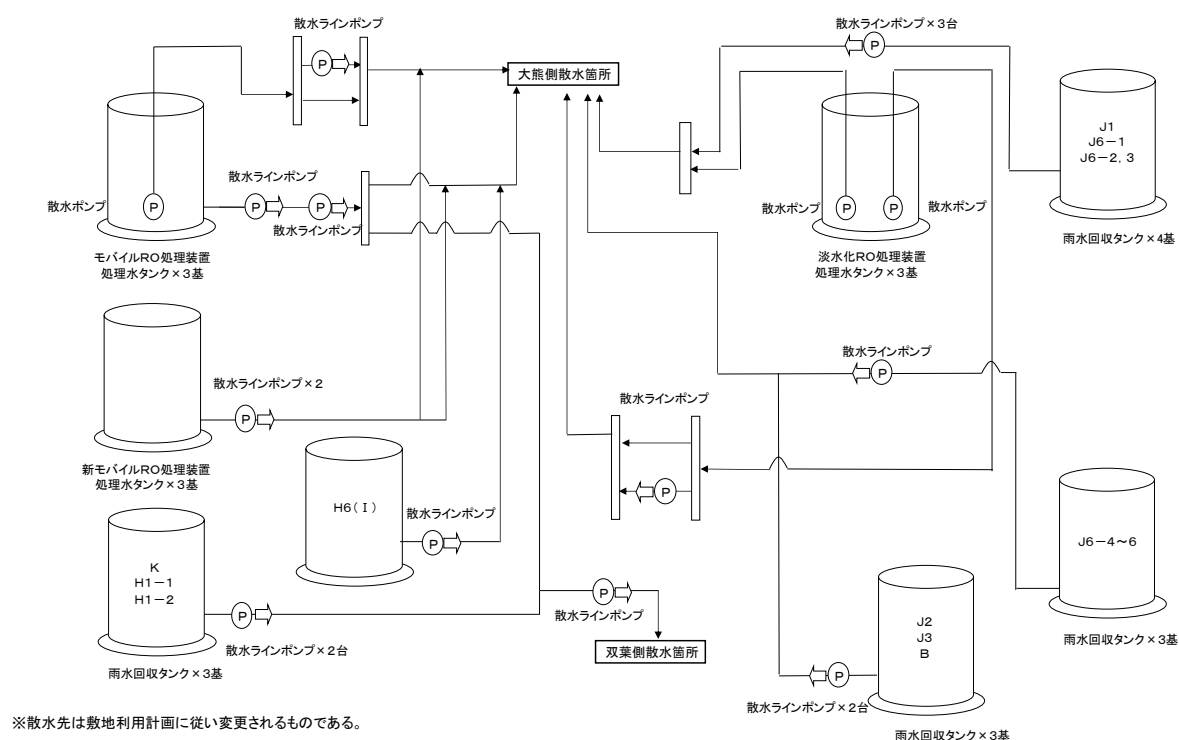 散水ラインポンプ
P
大熊側散水箇所
散水ラインポンプ×3台
P
J1
J6-1
J6-2,3
雨水回収タンク×4基
散水ポンプ
P
散水ラインポンプ
P
P
散水ラインポンプ
モバイルRO処理装置
処理水タンク×3基
散水ポンプ
P
P
散水ポンプ
淡水化RO処理装置
処理水タンク×3基
散水ラインポンプ×2
P
新モバイルRO処理装置
処理水タンク×3基
散水ラインポンプ
P
散水ラインポンプ
P
H6(Ⅰ)
散水ラインポンプ
P
J6-4~6
雨水回収タンク×3基
K
H1-1
H1-2
P
散水ラインポンプ×2台
雨水回収タンク×3基
P
散水ラインポンプ
双葉側散水箇所
J2
J3
B
P
散水ラインポンプ×2台
雨水回収タンク×3基
※散水先は敷地利用計画に従い変更されるものである。